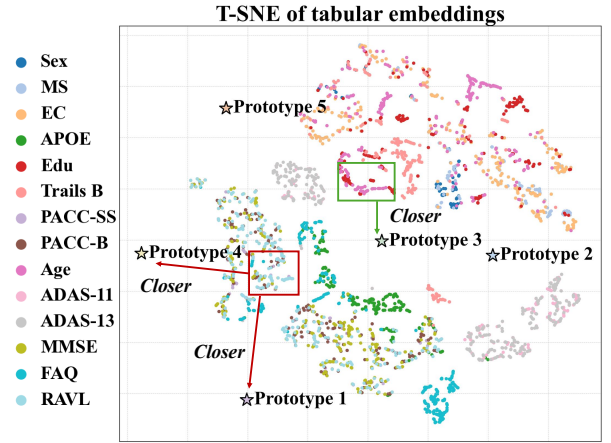 T-SNE of tabular embeddings
Sex
MS
EC
APOE
Edu
Trails B
PACC-SS
PACC-B
Age
ADAS-11
ADAS-13
MMSE
FAQ
RAVL
Prototype 5
Closer
Prototype 3
Prototype 4
Prototype 2
Closer
Closer
Prototype 1